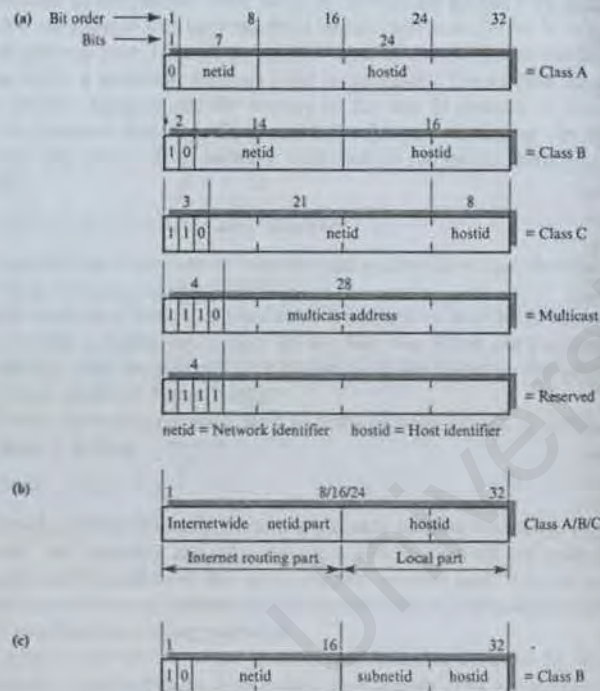 (a) Bit order 1 8 16 24 32
Bits 1 7 24
0 netid hostid = Class A
2 14 16
1 0 netid hostid = Class B
3 21 8
1 1 0 netid hostid = Class C
4 28
1 1 1 0 multicast address = Multicast
4
1 1 1 1 = Reserved
netid = Network identifier hostid = Host identifier
(b) 1 8/16/24 32
Internetwide netid part hostid Class A/B/C
Internet routing part Local part
(c) 1 16 32
1 0 netid subnetid hostid = Class B
Univers